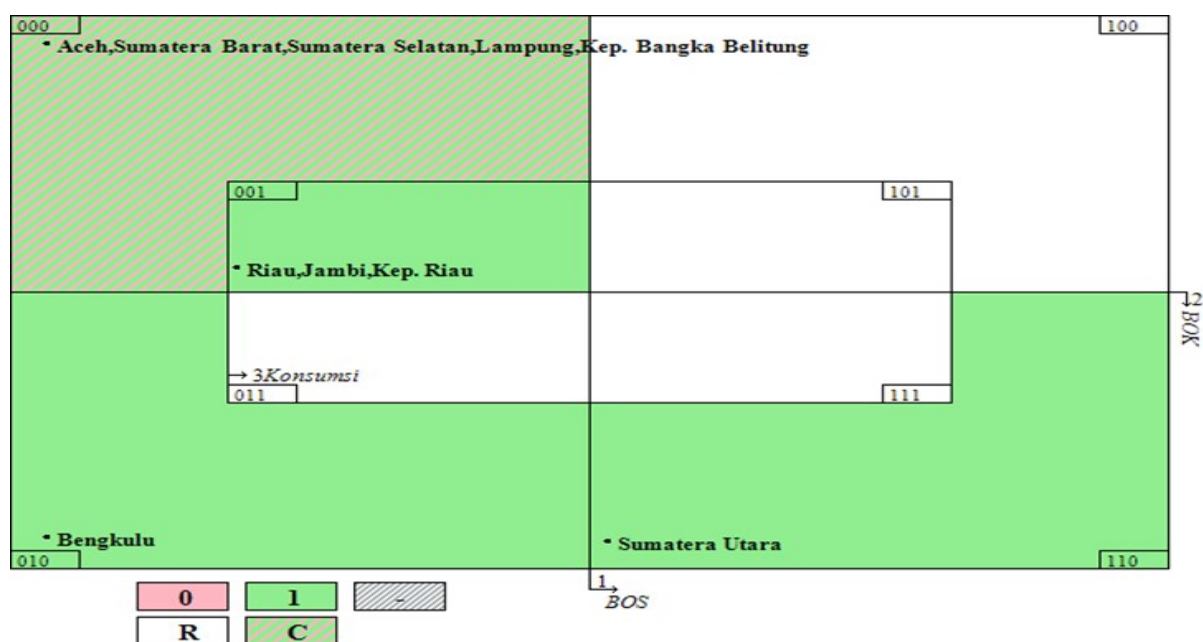 000
100
Aceh,Sumatera Barat,Sumatera Selatan,Lampung,Kep. Bangka Belitung
001
101
Riau,Jambi,Kep. Riau
2
BOK
3Konsumsi
011
111
Bengkulu
Sumatera Utara
010
110
1
BOS
0 1 -
R C